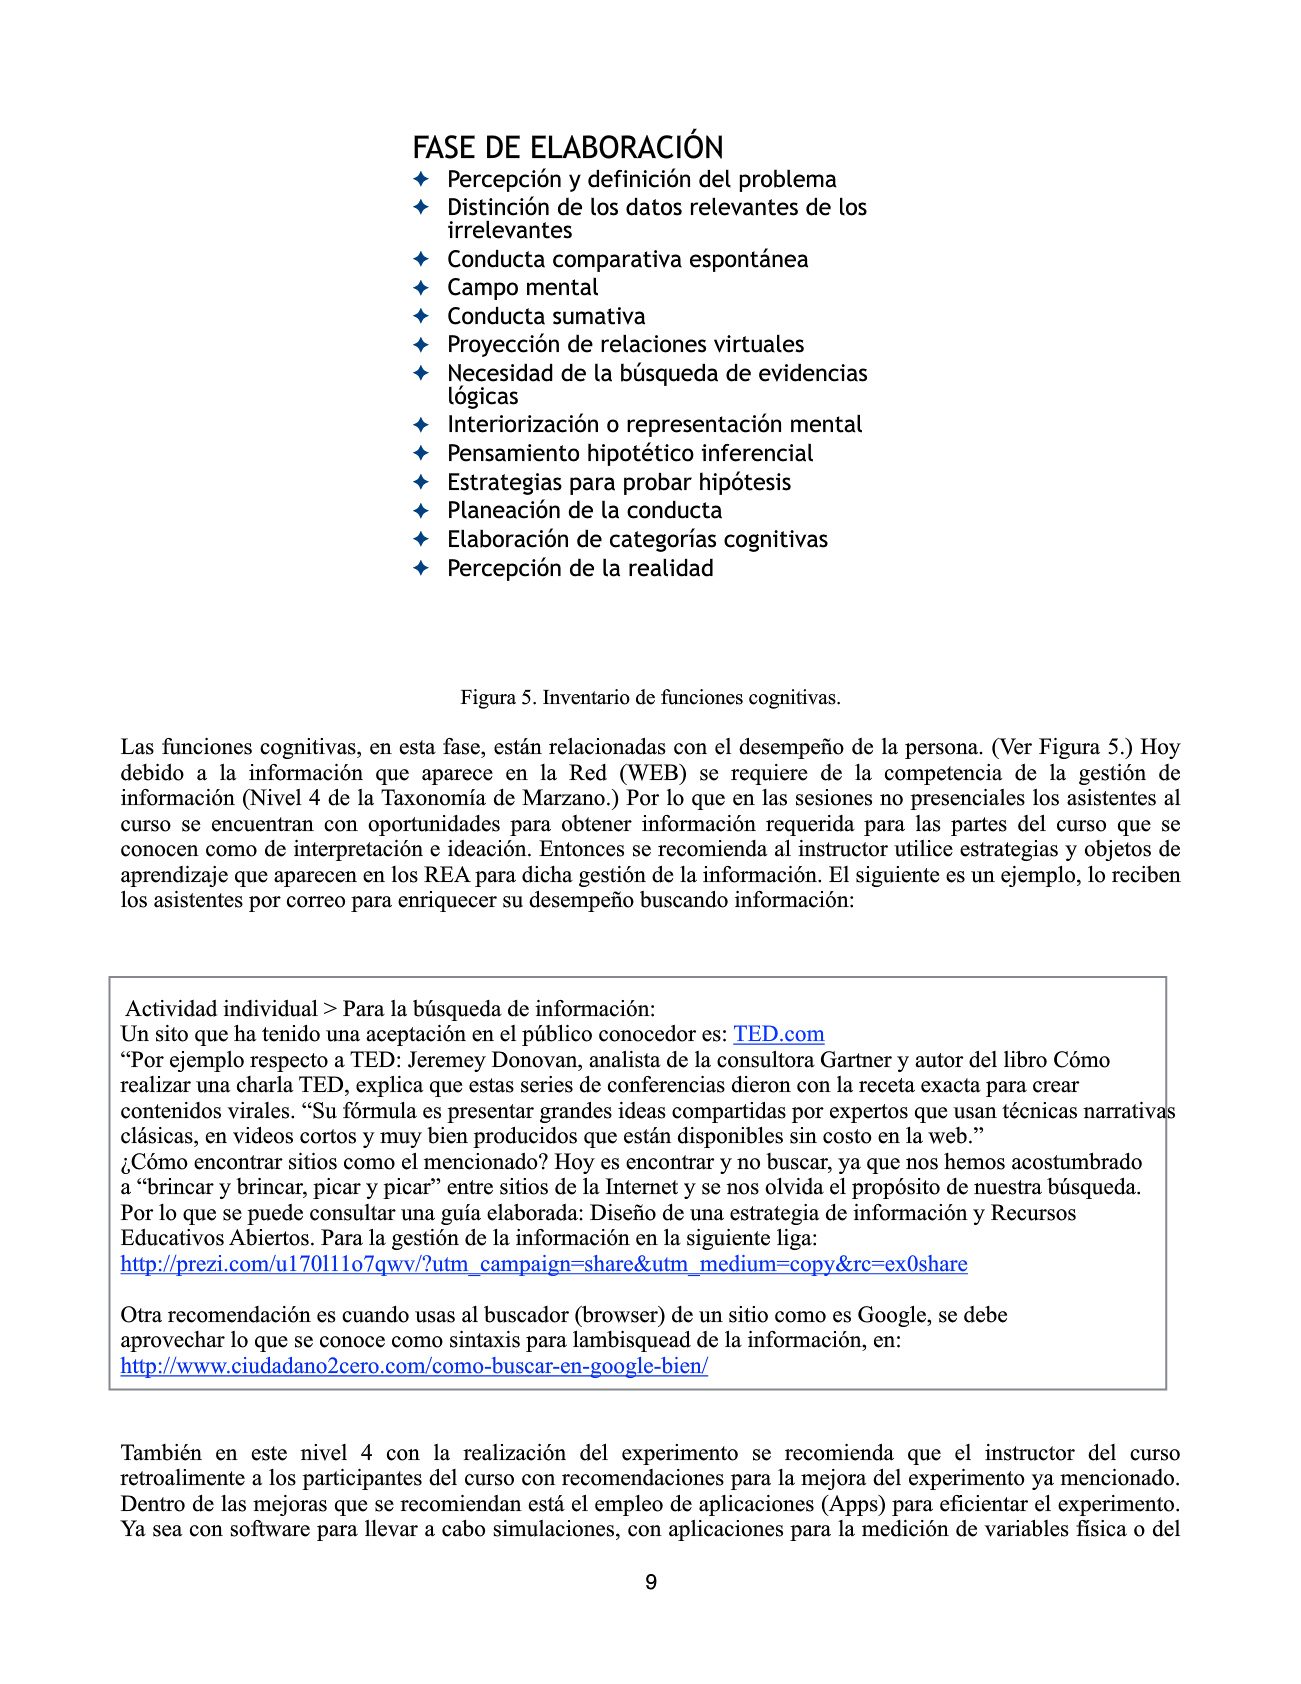 FASE DE ELABORACIÓN
✦ Percepción y definición del problema
✦ Distinción de los datos relevantes de los
irrelevantes
✦ Conducta comparativa espontánea
✦ Campo mental
✦ Conducta sumativa
✦ Proyección de relaciones virtuales
✦ Necesidad de la búsqueda de evidencias
lógicas
✦ Interiorización o representación mental
✦ Pensamiento hipotético inferencial
✦ Estrategias para probar hipótesis
✦ Planeación de la conducta
✦ Elaboración de categorías cognitivas
✦ Percepción de la realidad
Figura 5. Inventario de funciones cognitivas.
Las funciones cognitivas, en esta fase, están relacionadas con el desempeño de la persona. (Ver Figura 5.) Hoy
debido a la información que aparece en la Red (WEB) se requiere de la competencia de la gestión de
información (Nivel 4 de la Taxonomía de Marzano.) Por lo que en las sesiones no presenciales los asistentes al
curso se encuentran con oportunidades para obtener información requerida para las partes del curso que se
conocen como de interpretación e ideación. Entonces se recomienda al instructor utilice estrategias y objetos de
aprendizaje que aparecen en los REA para dicha gestión de la información. El siguiente es un ejemplo, lo reciben
los asistentes por correo para enriquecer su desempeño buscando información:
Actividad individual > Para la búsqueda de información:
Un sito que ha tenido una aceptación en el público conocedor es: TED.com
“Por ejemplo respecto a TED: Jeremey Donovan, analista de la consultora Gartner y autor del libro Cómo
realizar una charla TED, explica que estas series de conferencias dieron con la receta exacta para crear
contenidos virales. “Su fórmula es presentar grandes ideas compartidas por expertos que usan técnicas narrativas
clásicas, en videos cortos y muy bien producidos que están disponibles sin costo en la web.”
¿Cómo encontrar sitios como el mencionado? Hoy es encontrar y no buscar, ya que nos hemos acostumbrado
a “brincar y brincar, picar y picar” entre sitios de la Internet y se nos olvida el propósito de nuestra búsqueda.
Por lo que se puede consultar una guía elaborada: Diseño de una estrategia de información y Recursos
Educativos Abiertos. Para la gestión de la información en la siguiente liga:
http://prezi.com/u170l11o7qwv/?utm_campaign=share&utm_medium=copy&rc=ex0share
Otra recomendación es cuando usas al buscador (browser) de un sitio como es Google, se debe
aprovechar lo que se conoce como sintaxis para lambisquead de la información, en:
http://www.ciudadano2cero.com/como-buscar-en-google-bien/
También en este nivel 4 con la realización del experimento se recomienda que el instructor del curso
retroalimente a los participantes del curso con recomendaciones para la mejora del experimento ya mencionado.
Dentro de las mejoras que se recomiendan está el empleo de aplicaciones (Apps) para eficientar el experimento.
Ya sea con software para llevar a cabo simulaciones, con aplicaciones para la medición de variables física o del
9